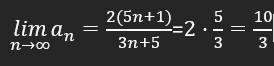 lim a_n = 2(5n+1)/(3n+5) = 2 · 5/3 = 10/3
n→∞